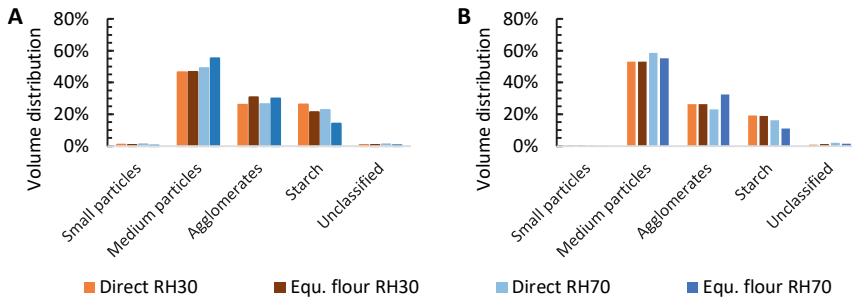 A
Volume distribution
80%
60%
40%
20%
0%
Small particles
Medium particles
Agglomerates
Starch
Unclassified
B
Volume distribution
80%
60%
40%
20%
0%
Small particles
Medium particles
Agglomerates
Starch
Unclassified
Direct RH30 Equ. flour RH30 Direct RH70 Equ. flour RH70